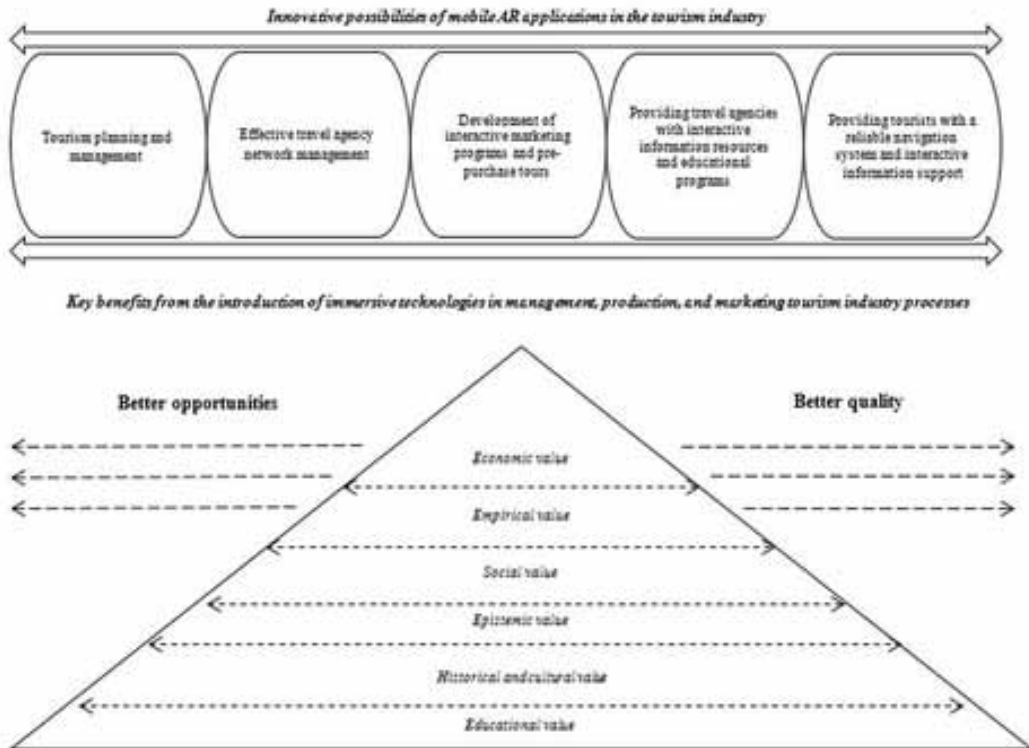 Innovative possibilities of mobile AR applications in the tourism industry
Tourism planning and
management
Effective travel agency
network management
Development of
interactive marketing
programs and pre-
purchase tours
Providing travel agencies
with interactive
information resources
and educational
programs
Providing tourists with a
reliable navigation
system and interactive
information support
Key benefits from the introduction of immersive technologies in management, production, and marketing tourism industry processes
Better opportunities
Better quality
Economic value
Empirical value
Social value
Epistemic value
Historical and cultural value
Educational value